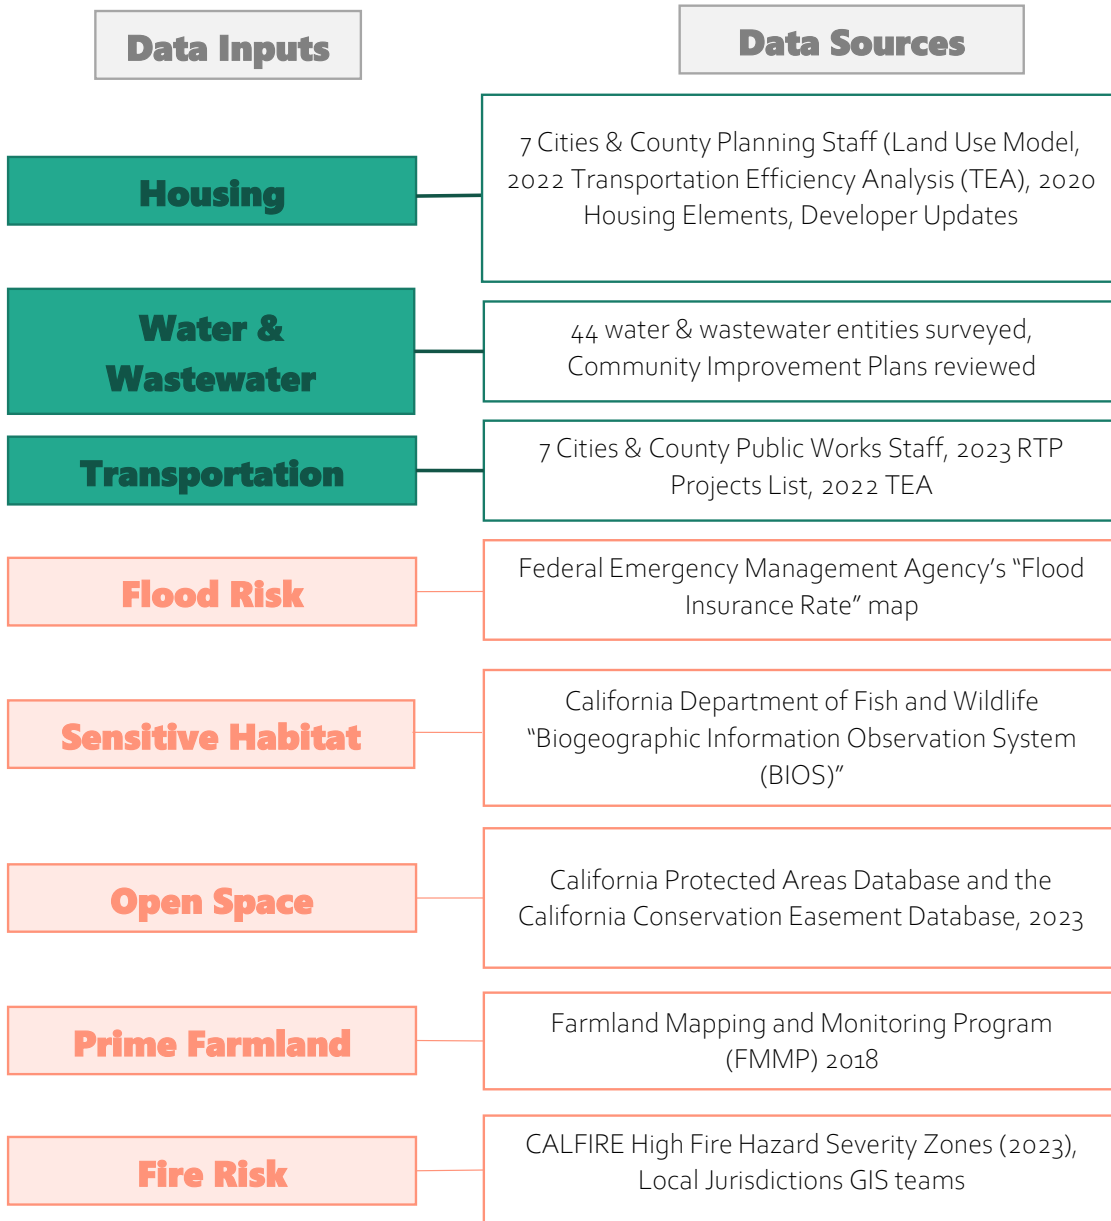 Data Inputs
Data Sources
Housing
7 Cities & County Planning Staff (Land Use Model,
2022 Transportation Efficiency Analysis (TEA), 2020
Housing Elements, Developer Updates
Water &
Wastewater
44 water & wastewater entities surveyed,
Community Improvement Plans reviewed
Transportation
7 Cities & County Public Works Staff, 2023 RTP
Projects List, 2022 TEA
Flood Risk
Federal Emergency Management Agency’s “Flood
Insurance Rate” map
Sensitive Habitat
California Department of Fish and Wildlife
“Biogeographic Information Observation System
(BIOS)”
Open Space
California Protected Areas Database and the
California Conservation Easement Database, 2023
Prime Farmland
Farmland Mapping and Monitoring Program
(FMMP) 2018
Fire Risk
CALFIRE High Fire Hazard Severity Zones (2023),
Local Jurisdictions GIS teams